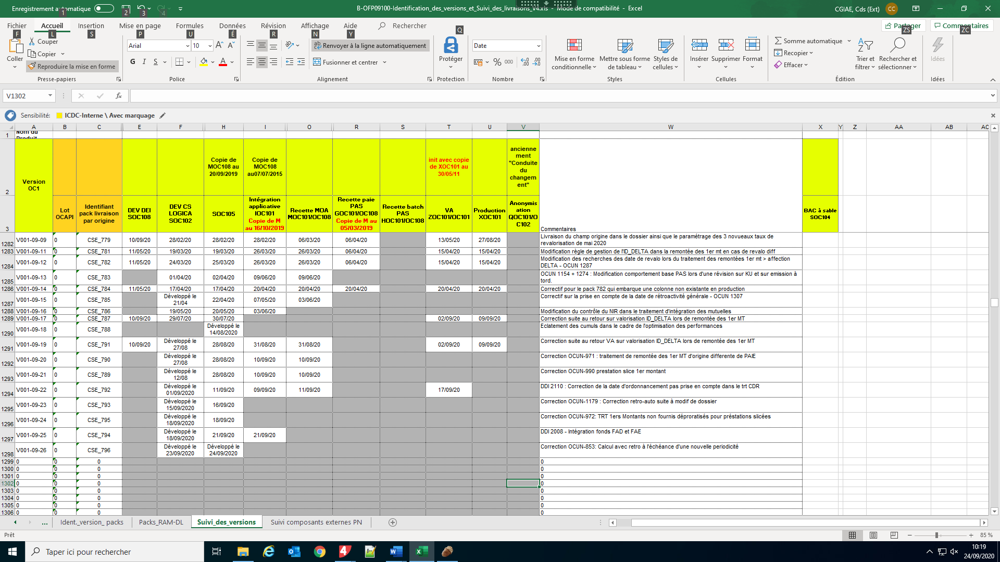 Enregistrement automatique
B-OFP09100-Identification_des_versions_et_Suivi_des_livraisons_V4.xls - Mode de compatibilité - Excel
CGIAE, Cds (Ext) CC
1 2 3 4
Fichier Accueil Insertion Mise en page Formules Données Révision Affichage Aide Rechercher Partager Commentaires
F L S P U É R N Y Q ZS ZC
Coller
Couper
Copier
Reproduire la mise en forme
Presse-papiers
Arial 10
G I S
Police
Renvoyer à la ligne automatiquement
Fusionner et centrer
Alignement
Protéger
Protection
Date
% 000
Nombre
Mise en forme conditionnelle
Mettre sous forme de tableau
Styles de cellules
Styles
Insérer Supprimer Format
Cellules
Somme automatique
Recopier
Effacer
Trier et filtrer
Rechercher et sélectionner
Édition
Idées
Idées
V1302 fx
Sensibilité: ICDC-Interne \ Avec marquage
A B C E F H I O R S T U V W X Y Z AA AB AC
1 Nom du Produit
2 Version OC1
Copie de MOC108 au 20/09/2019
Copie de MOC108 au07/07/2015
init avec copie de XOC101 au 30/05/11
anciennement "Conduite du changement"
3 Lot OCAPI
Identifiant pack livraison par origine
DEV DEI SOC108
DEV CS LOGICA SOC102
SOC105
Intégration applicative IOC101 Copie de M au 16/10/2019
Recette MOA MOC101/OC108
Recette paie PAS GOC101/OC108 Copie de M au 05/03/2019
Recette batch PAS HOC101/OC108
VA ZOC101/OC101
Production XOC101
Anonymisation QOC101/OC102
Commentaires
BAC à sable SOC104
1282 V001-09-09 0 CSE_779 10/09/20 28/02/20 28/02/20 28/02/20 06/03/20 06/04/20 13/05/20 27/08/20 Livraison du champ origine dans le dossier ainsi que le paramétrage des 3 novueaux taux de revalorisation de mai 2020
1283 V001-09-11 0 CSE_781 11/05/20 19/03/20 19/03/20 26/03/20 26/03/20 06/04/20 15/04/20 15/04/20 Modification règle de gestion de l'ID_DELTA dans la remontée des 1er mt en cas de revalo diff
1284 V001-09-12 0 CSE_782 11/05/20 24/03/20 25/03/20 26/03/20 26/03/20 06/04/20 15/04/20 15/04/20 Modification des recherches des date de revalo lors du traitement des remontées 1er mt > affection DELTA - OCUN 1287
1285 V001-09-13 0 CSE_783 01/04/20 02/04/20 09/06/20 09/06/20 OCUN 1154 + 1274 : Modification comportement base PAS lors d'une révision sur KU et sur emission à tord.
1286 V001-09-14 0 CSE_784 11/05/20 17/04/20 17/04/20 20/04/20 20/04/20 20/04/20 20/04/20 20/04/20 Correctif pour le pack 782 qui embarque une colonne non existante en production
1287 V001-09-15 0 CSE_785 Développé le 21/04 22/04/20 07/05/20 03/06/20 Correctif sur la prise en compte de la date de rétroactivité générale - OCUN 1307
1288 V001-09-16 0 CSE_786 19/05/20 20/05/20 03/06/20 Modification du contrôle du NIR dans le traitement d'intégration des mutuelles
1289 V001-09-17 0 CSE_787 10/09/20 29/07/20 30/07/20 02/09/20 09/09/20 Correction suite au retour sur valorisation ID_DELTA lors de remontée des 1er MT
1290 V001-09-18 0 CSE_788 Développé le 14/08/2020 Eclatement des cumuls dans le cadre de l'optimisation des performances
1291 V001-09-19 0 CSE_791 10/09/20 Développé le 27/08 28/08/20 31/08/20 31/08/20 02/09/20 09/09/20 Correction suite au retour VA sur valorisation ID_DELTA lors de remontée des 1er MT
1292 V001-09-20 0 CSE_790 Développé le 27/08 28/08/20 10/09/20 10/09/20 Correction OCUN-971 : traitement de remontée des 1er MT d'origine differente de PAIE
1293 V001-09-21 0 CSE_789 Développé le 12/08 28/08/20 10/09/20 10/09/20 Correction OCUN-990 prestation slice 1er montant
1294 V001-09-22 0 CSE_792 Développé le 01/09/2020 11/09/20 09/09/20 11/09/20 17/09/20 DDI 2110 : Correction de la date d'ordonnancement pas prise en compte dans le trt CDR
1295 V001-09-23 0 CSE_793 Développé le 15/09/2020 16/09/20 Correction OCUN-1179 : Correction retro-auto suite à modif de dossier
1296 V001-09-24 0 CSE_795 Développé le 18/09/2020 18/09/20 Correction OCUN-972: TRT 1ers Montants non fournis déproratisés pour préstations slicées
1297 V001-09-25 0 CSE_794 Développé le 18/09/2020 21/09/20 21/09/20 DDI 2008 - Intégration fonds FAD et FAE
1298 V001-09-26 0 CSE_796 Développé le 23/09/2020 Développé le 24/09/2020 Correction OCUN-853: Calcul avec retro à l'échéance d'une nouvelle periodicité
1299 0 0 0 0
1300 0 0 0 0
1301 0 0 0 0
1302 0 0 0 0
1303 0 0 0 0
1304 0 0 0 0
1305 0 0 0 0
1306 0 0 0 0
... Ident._version_ packs Packs_RAM-DL Suivi_des_versions Suivi composants externes PN
Prêt 85 %
Taper ici pour rechercher
10:19
24/09/2020